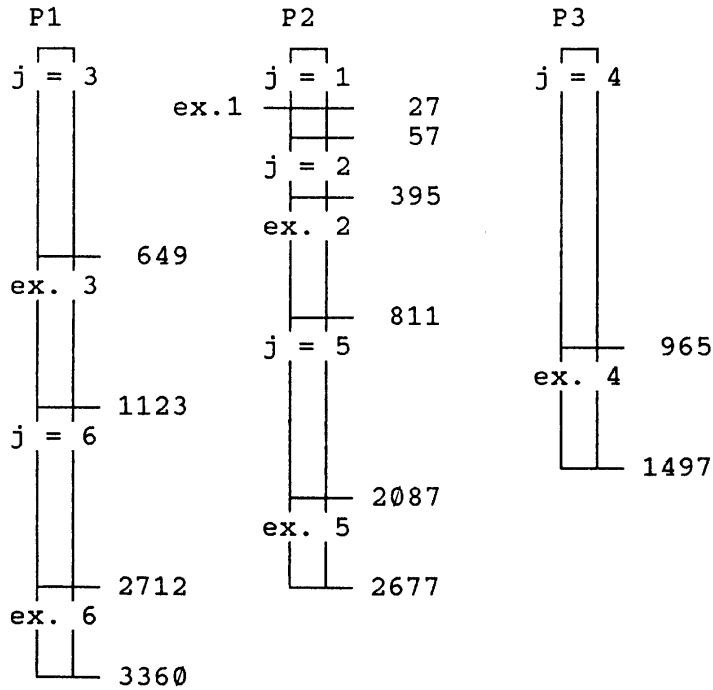 P1 P2 P3
j = 3 j = 1 j = 4
ex.1 27
57
j = 2
395
ex. 2
649
ex. 3
811
j = 5
965
ex. 4
1123
j = 6
1497
2087
ex. 5
2712 2677
ex. 6
3360